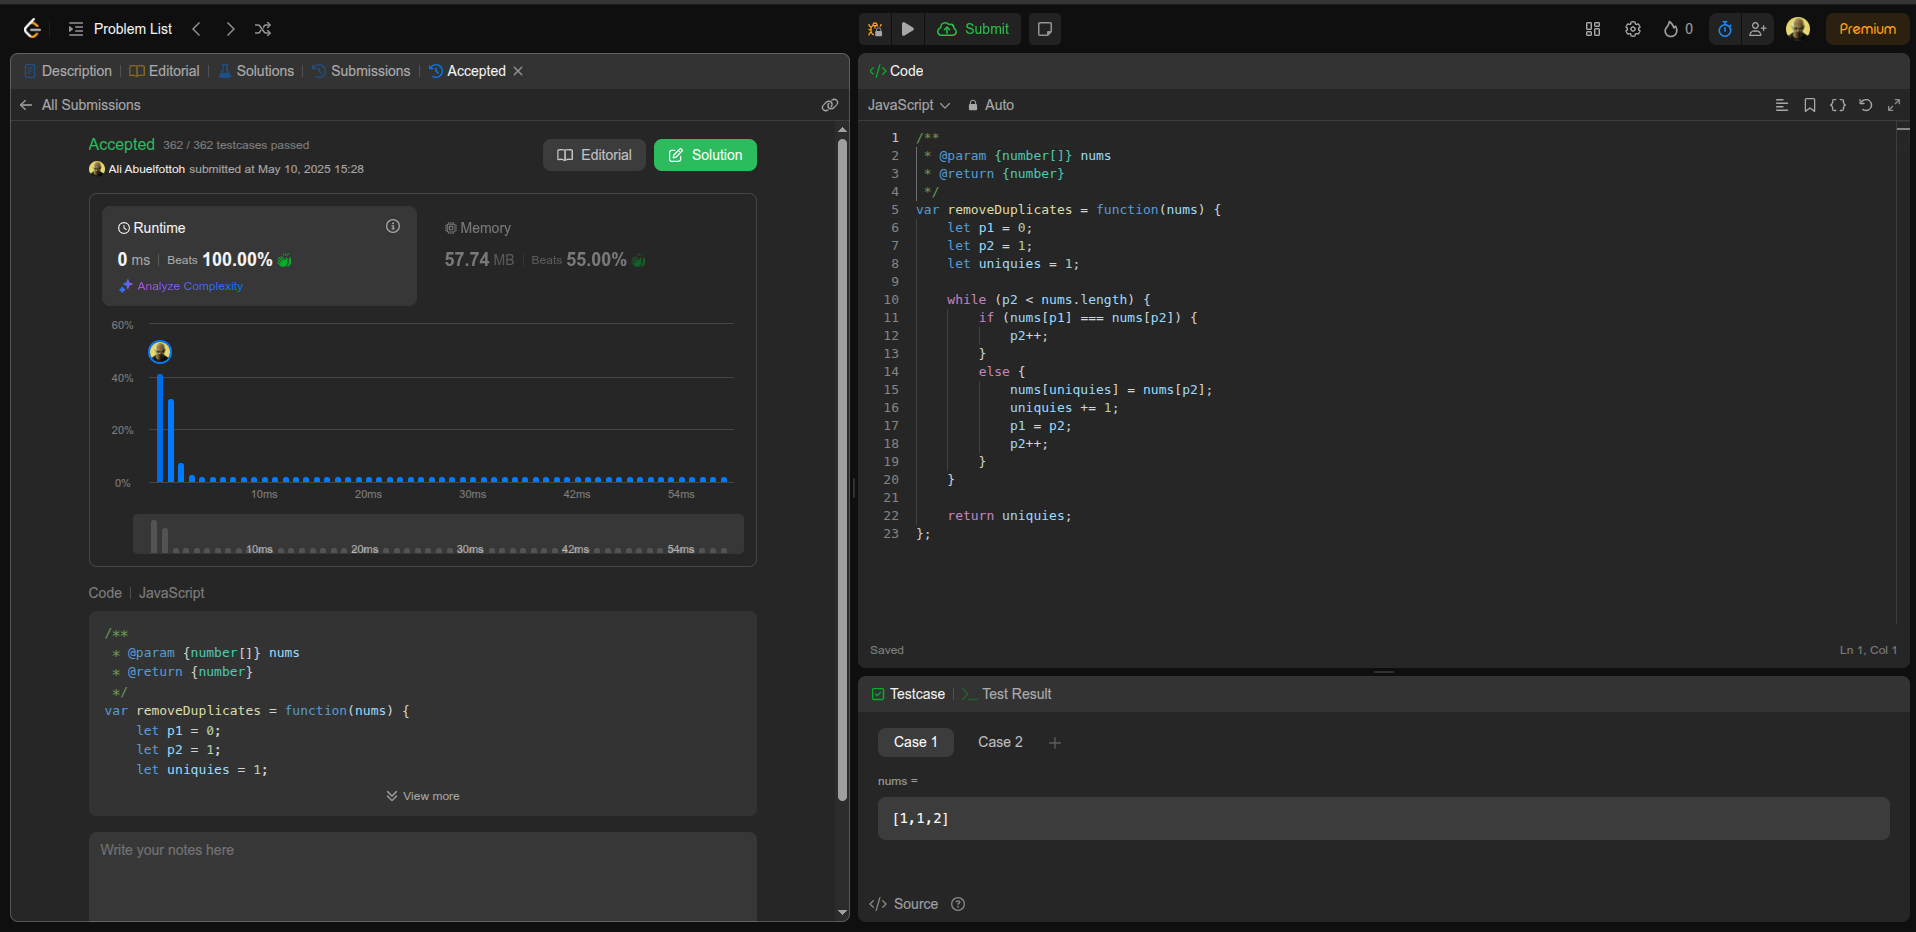 Problem List
Submit
0
Premium
Description | Editorial | Solutions | Submissions | Accepted
All Submissions
Accepted 362 / 362 testcases passed
Ali Abuelfottoh submitted at May 10, 2025 15:28
Editorial
Solution
Runtime
0 ms | Beats 100.00%
Analyze Complexity
Memory
57.74 MB | Beats 55.00%
60%
40%
20%
0%
10ms 20ms 30ms 42ms 54ms
10ms 20ms 30ms 42ms 54ms
Code | JavaScript
/**
 * @param {number[]} nums
 * @return {number}
 */
var removeDuplicates = function(nums) {
    let p1 = 0;
    let p2 = 1;
    let uniquies = 1;
View more
Write your notes here
</> Code
JavaScript Auto
1 /**
2  * @param {number[]} nums
3  * @return {number}
4  */
5 var removeDuplicates = function(nums) {
6     let p1 = 0;
7     let p2 = 1;
8     let uniquies = 1;
9
10     while (p2 < nums.length) {
11         if (nums[p1] === nums[p2]) {
12             p2++;
13         }
14         else {
15             nums[uniquies] = nums[p2];
16             uniquies += 1;
17             p1 = p2;
18             p2++;
19         }
20     }
21
22     return uniquies;
23 };
Saved
Ln 1, Col 1
Testcase | >_ Test Result
Case 1 Case 2 +
nums =
[1,1,2]
</> Source